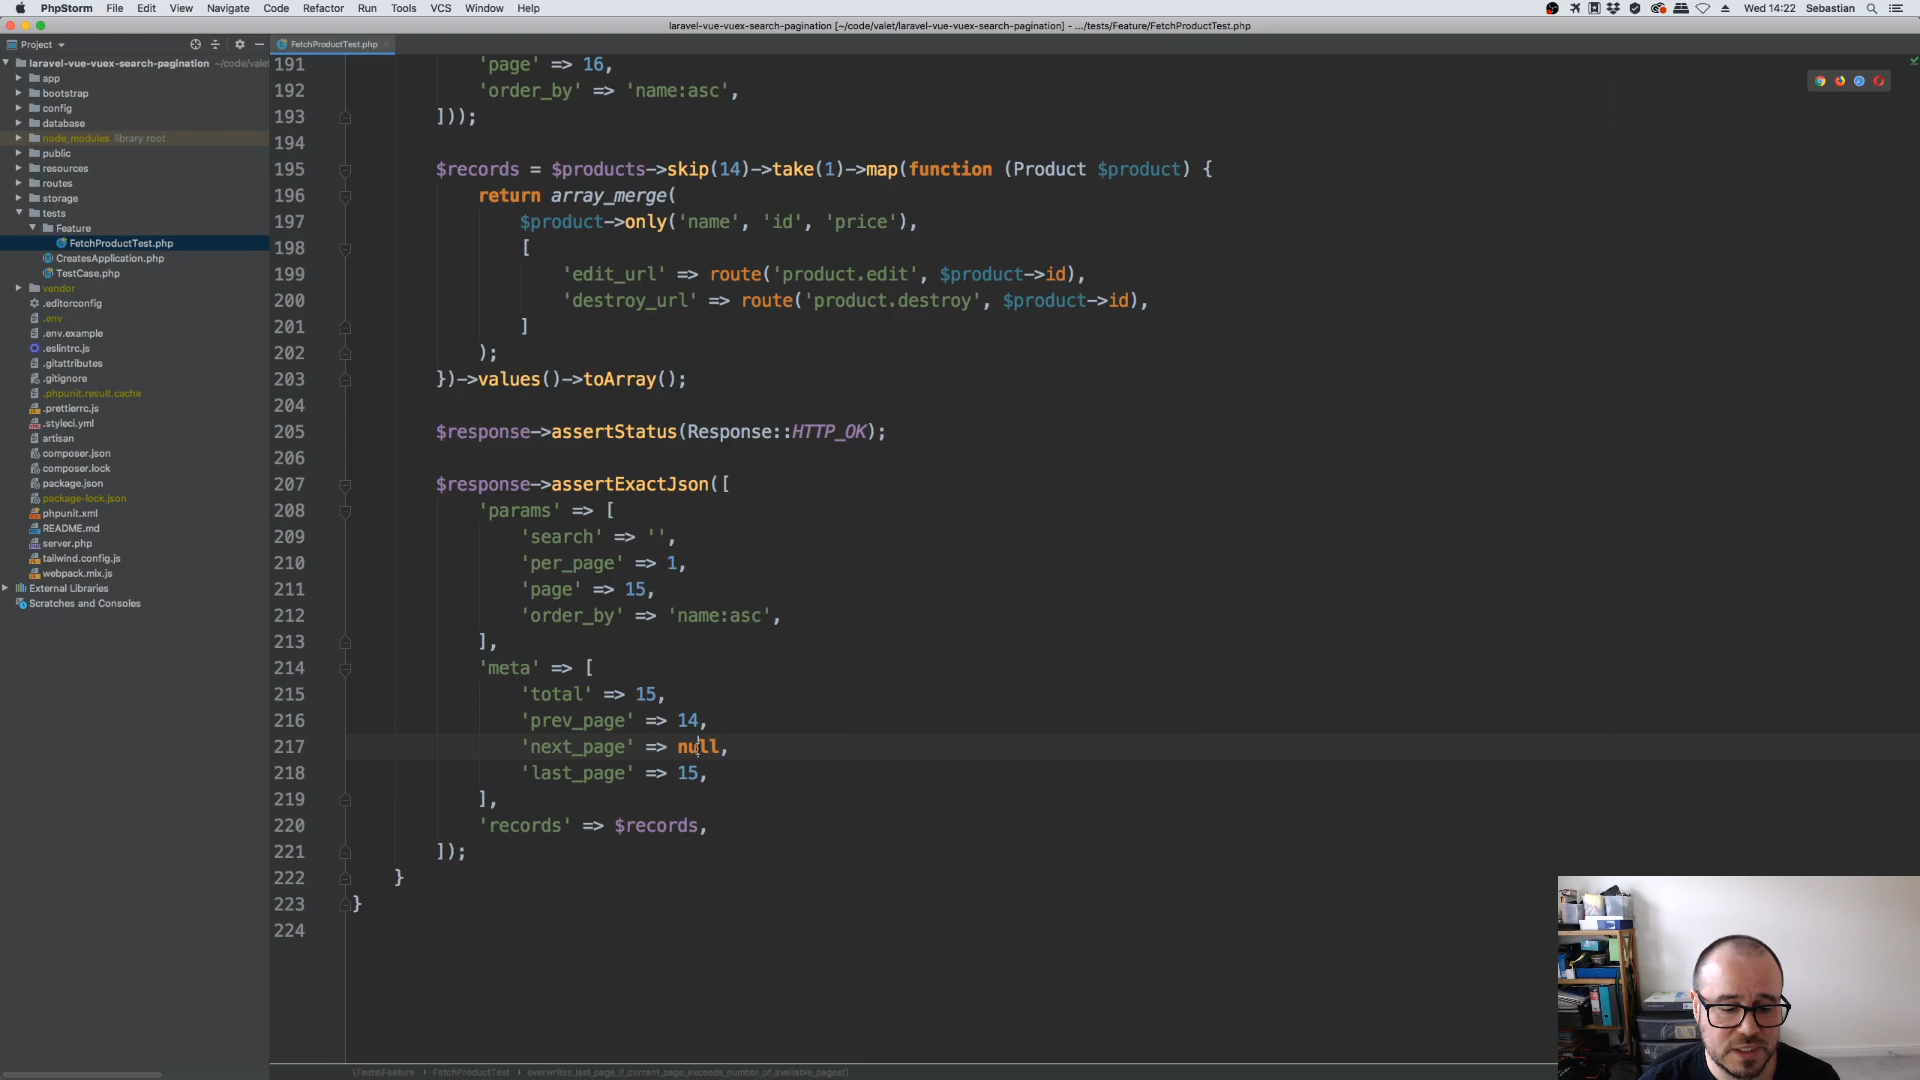 PhpStorm File Edit View Navigate Code Refactor Run Tools VCS Window Help Wed 14:22 Sebastian
laravel-vue-vuex-search-pagination [~/code/valet/laravel-vue-vuex-search-pagination] - .../tests/Feature/FetchProductTest.php
Project FetchProductTest.php
laravel-vue-vuex-search-pagination ~/code/valet
app
bootstrap
config
database
node_modules library root
public
resources
routes
storage
tests
Feature
FetchProductTest.php
CreatesApplication.php
TestCase.php
vendor
.editorconfig
.env
.env.example
.eslintrc.js
.gitattributes
.gitignore
.phpunit.result.cache
.prettierrc.js
.styleci.yml
artisan
composer.json
composer.lock
package.json
package-lock.json
phpunit.xml
README.md
server.php
tailwind.config.js
webpack.mix.js
External Libraries
Scratches and Consoles
191 'page' => 16,
192 'order_by' => 'name:asc',
193 ]));
194
195 $records = $products->skip(14)->take(1)->map(function (Product $product) {
196 return array_merge(
197 $product->only('name', 'id', 'price'),
198 [
199 'edit_url' => route('product.edit', $product->id),
200 'destroy_url' => route('product.destroy', $product->id),
201 ]
202 );
203 })->values()->toArray();
204
205 $response->assertStatus(Response::HTTP_OK);
206
207 $response->assertExactJson([
208 'params' => [
209 'search' => '',
210 'per_page' => 1,
211 'page' => 15,
212 'order_by' => 'name:asc',
213 ],
214 'meta' => [
215 'total' => 15,
216 'prev_page' => 14,
217 'next_page' => null,
218 'last_page' => 15,
219 ],
220 'records' => $records,
221 ]);
222 }
223 }
224
\Tests\Feature › FetchProductTest › overwrites_last_page_if_current_page_exceeds_number_of_available_pages()